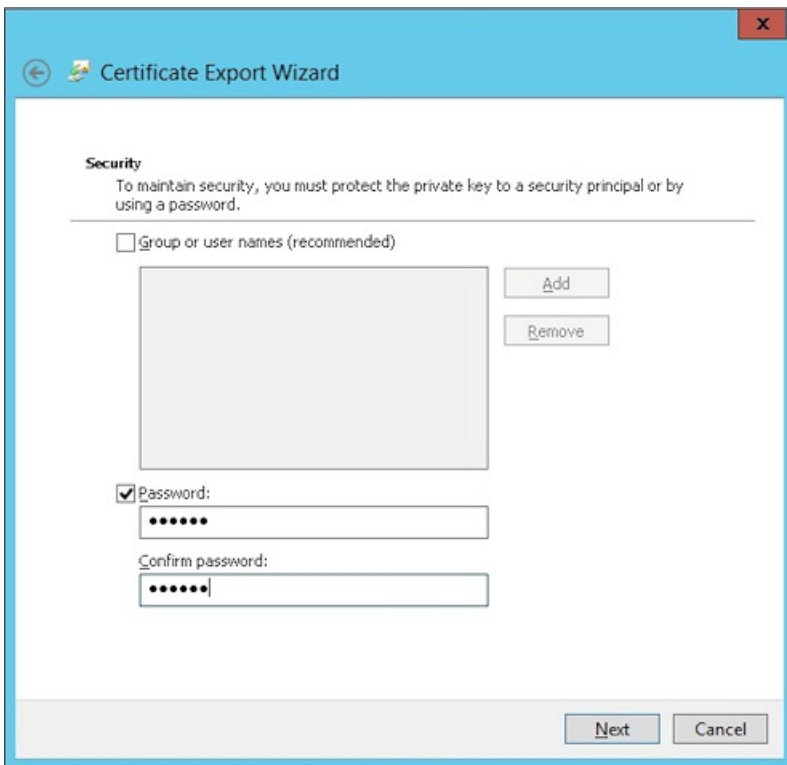 x
Certificate Export Wizard
Security
To maintain security, you must protect the private key to a security principal or by
using a password.
Group or user names (recommended)
Add
Remove
Password:
••••••
Confirm password:
••••••
Next
Cancel